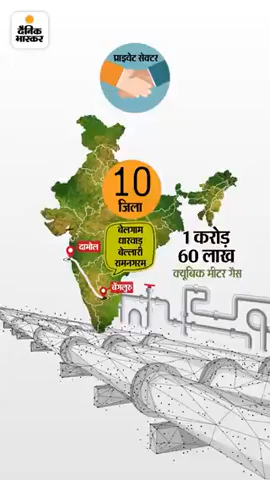 दैनिक
भास्कर
प्राइवेट सेक्टर
10
जिला
बेलगाम
धारवाड़
बेल्लारी
रामनगरम
दाभोल
बेंगलुरु
1 करोड़
60 लाख
क्यूबिक मीटर गैस